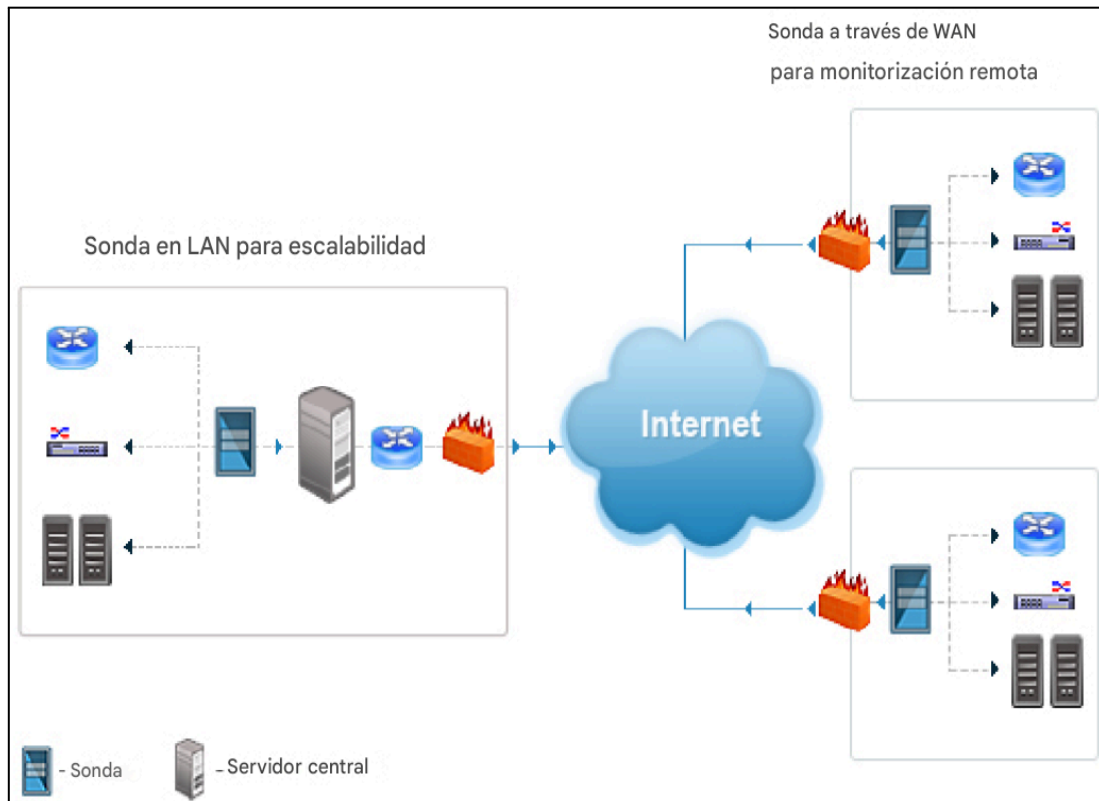 Sonda a través de WAN
para monitorización remota
Sonda en LAN para escalabilidad
Internet
- Sonda
- Servidor central